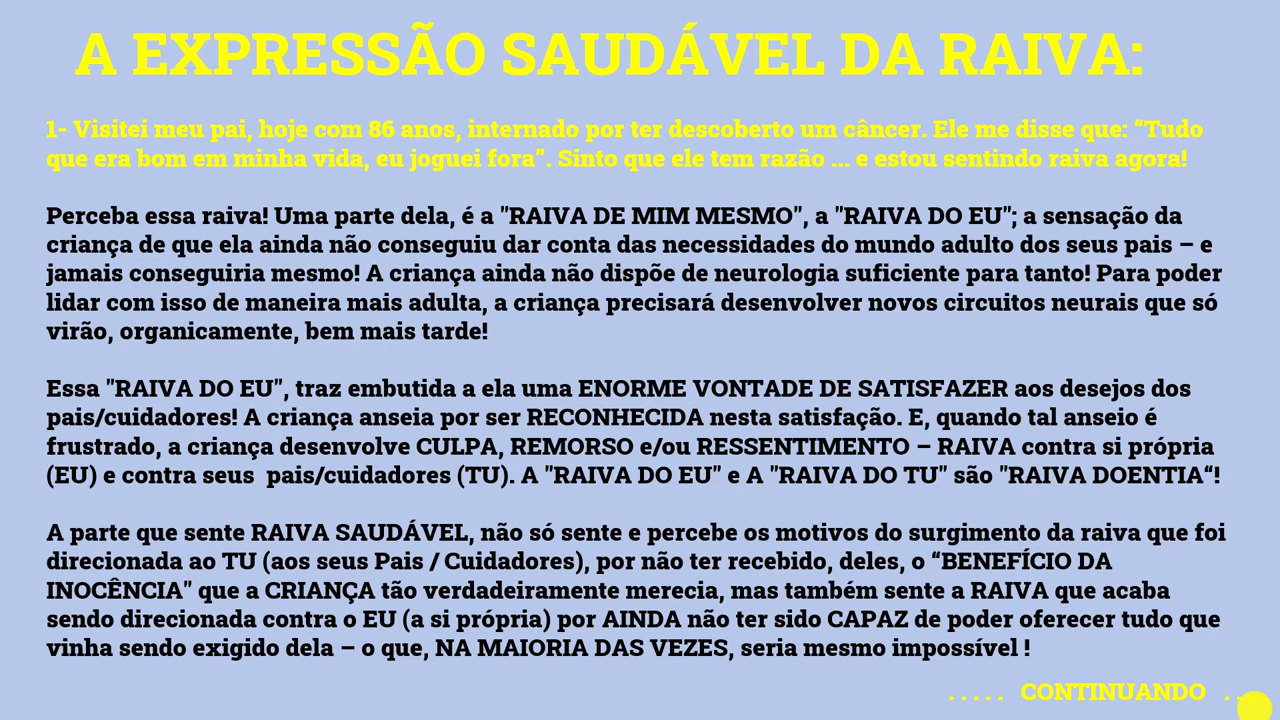 A EXPRESSÃO SAUDÁVEL DA RAIVA:
1- Visitei meu pai, hoje com 86 anos, internado por ter descoberto um câncer. Ele me disse que: “Tudo
que era bom em minha vida, eu joguei fora”. Sinto que ele tem razão ... e estou sentindo raiva agora!
Perceba essa raiva! Uma parte dela, é a "RAIVA DE MIM MESMO", a "RAIVA DO EU"; a sensação da
criança de que ela ainda não conseguiu dar conta das necessidades do mundo adulto dos seus pais – e
jamais conseguiria mesmo! A criança ainda não dispõe de neurologia suficiente para tanto! Para poder
lidar com isso de maneira mais adulta, a criança precisará desenvolver novos circuitos neurais que só
virão, organicamente, bem mais tarde!
Essa "RAIVA DO EU", traz embutida a ela uma ENORME VONTADE DE SATISFAZER aos desejos dos
pais/cuidadores! A criança anseia por ser RECONHECIDA nesta satisfação. E, quando tal anseio é
frustrado, a criança desenvolve CULPA, REMORSO e/ou RESSENTIMENTO – RAIVA contra si própria
(EU) e contra seus  pais/cuidadores (TU). A "RAIVA DO EU" e A "RAIVA DO TU" são "RAIVA DOENTIA“!
A parte que sente RAIVA SAUDÁVEL, não só sente e percebe os motivos do surgimento da raiva que foi
direcionada ao TU (aos seus Pais / Cuidadores), por não ter recebido, deles, o “BENEFÍCIO DA
INOCÊNCIA" que a CRIANÇA tão verdadeiramente merecia, mas também sente a RAIVA que acaba
sendo direcionada contra o EU (a si própria) por AINDA não ter sido CAPAZ de poder oferecer tudo que
vinha sendo exigido dela – o que, NA MAIORIA DAS VEZES, seria mesmo impossível !
. . . . . CONTINUANDO . .